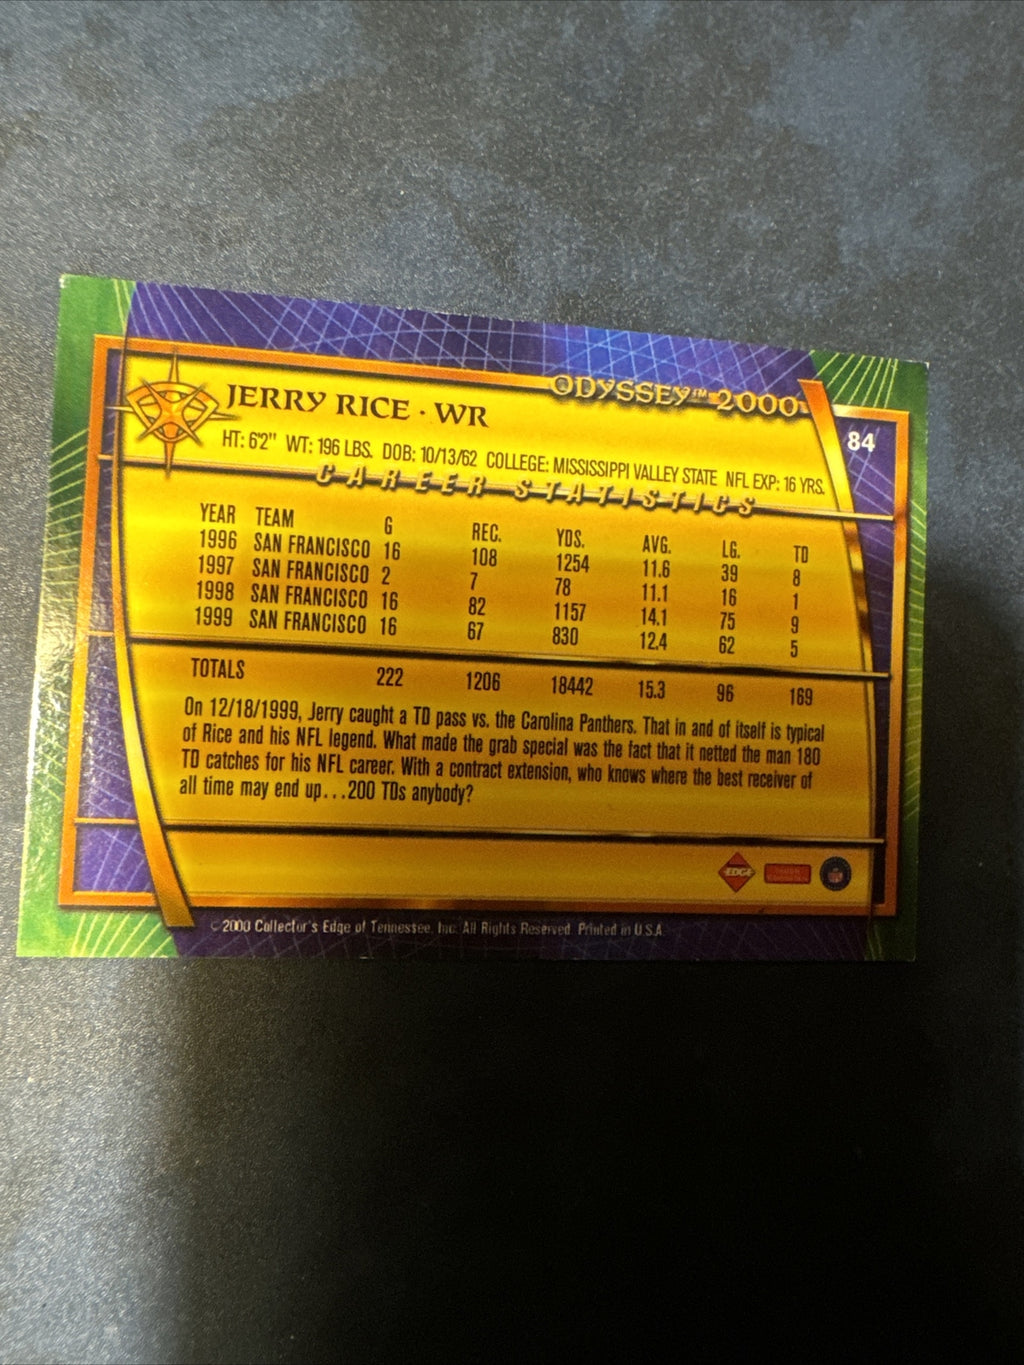 ODYSSEY™ 2000
JERRY RICE · WR
84
HT: 6'2" WT: 196 LBS. DOB: 10/13/62 COLLEGE: MISSISSIPPI VALLEY STATE NFL EXP: 16 YRS.
CAREER STATISTICS
YEAR TEAM G REC. YDS. AVG. LG. TD
1996 SAN FRANCISCO 16 108 1254 11.6 39 8
1997 SAN FRANCISCO 2 7 78 11.1 16 1
1998 SAN FRANCISCO 16 82 1157 14.1 75 9
1999 SAN FRANCISCO 16 67 830 12.4 62 5
TOTALS 222 1206 18442 15.3 96 169
On 12/18/1999, Jerry caught a TD pass vs. the Carolina Panthers. That in and of itself is typical
of Rice and his NFL legend. What made the grab special was the fact that it netted the man 180
TD catches for his NFL career. With a contract extension, who knows where the best receiver of
all time may end up...200 TDs anybody?
EDGE
© 2000 Collector's Edge of Tennessee, Inc. All Rights Reserved. Printed in U.S.A.